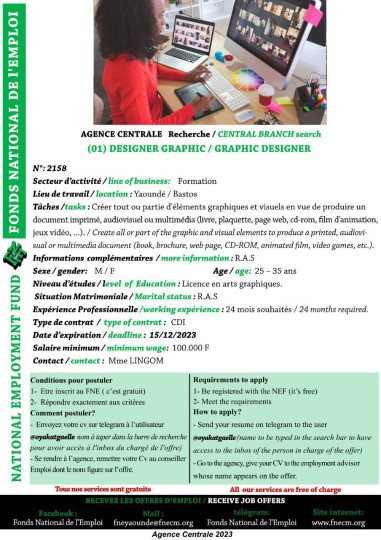 FONDS NATIONAL DE l'EMPLOI
NATIONAL EMPLOYMENT FUND
AGENCE CENTRALE Recherche / CENTRAL BRANCH search
(01) DESIGNER GRAPHIC / GRAPHIC DESIGNER
N°: 2158
Secteur d'activité / line of business: Formation
Lieu de travail / location : Yaoundé / Bastos
Tâches /tasks : Créer tout ou partie d'éléments graphiques et visuels en vue de produire un
document imprimé, audiovisuel ou multimédia (livre, plaquette, page web, cd-rom, film d'animation,
jeux vidéo, ...). / Create all or part of the graphic and visual elements to produce a printed, audiovi-
sual or multimedia document (book, brochure, web page, CD-ROM, animated film, video games, etc.).
Informations complémentaires / more information : R.A.S
Sexe / gender: M / F Age / age: 25 – 35 ans
Niveau d'études / level of Education : Licence en arts graphiques.
Situation Matrimoniale / Marital status : R.A.S
Expérience Professionnelle /working expérience : 24 mois souhaités / 24 months required.
Type de contrat / type of contrat : CDI
Date d'expiration / deadline : 15/12/2023
Salaire minimum / minimum wage: 100.000 F
Contact / contact : Mme LINGOM
Conditions pour postuler
1- Etre inscrit au FNE ( c'est gratuit)
2- Répondre exactement aux critères
Comment postuler?
- Envoyez votre cv sur telegram à l'utilisateur
@oyakatgaelle nom à taper dans la barre de recherche
pour avoir accès à l'inbox du chargé de l'offre)
- Se rendre à l'agence, remettre votre Cv au conseiller
Emploi dont le nom figure sur l'offre.
Requirements to apply
1- Be registered with the NEF (it's free)
2- Meet the requirements
How to apply?
- Send your resume on telegram to the user
@oyakatgaelle (name to be typed in the search bar to have
access to the inbox of the person in charge of the offer)
- Go to the agency, give your CV to the employment advisor
whose name appears on the offer.
Tous nos services sont gratuits All our services are free of charge
RECEVEZ LES OFFRES D'EMPLOI / RECEIVE JOB OFFERS
Facebook : Mail : télégram: Site internet:
Fonds National de l'Emploi fneyaounde@fnecm.org Fonds National de l'Emploi www.fnecm.org
Agence Centrale 2023